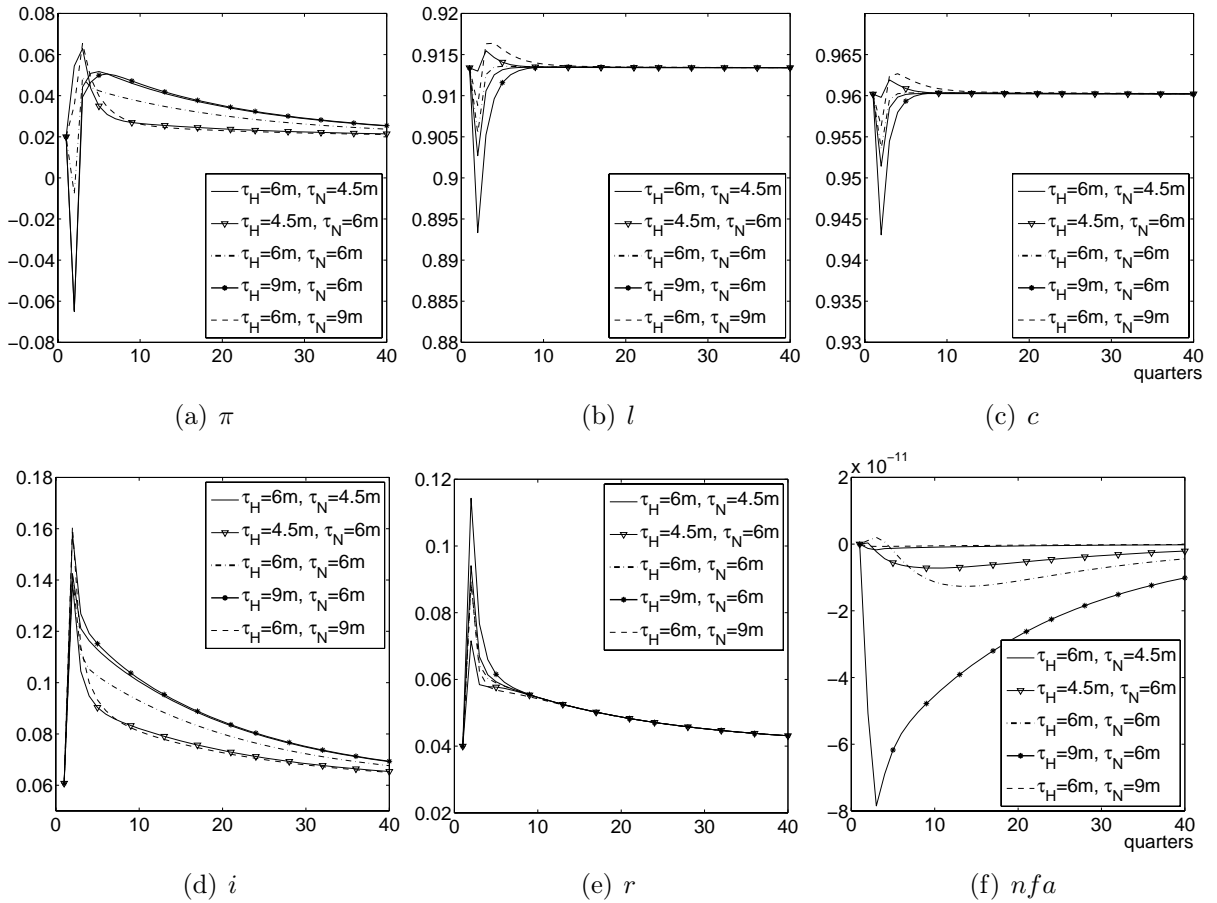 0.08
0.06
0.04
0.02
0
−0.02
−0.04
−0.06
−0.08
0
10
20
30
40
τH=6m, τN=4.5m
τH=4.5m, τN=6m
τH=6m, τN=6m
τH=9m, τN=6m
τH=6m, τN=9m
(a) π
0.92
0.915
0.91
0.905
0.9
0.895
0.89
0.885
0.88
0
10
20
30
40
τH=6m, τN=4.5m
τH=4.5m, τN=6m
τH=6m, τN=6m
τH=9m, τN=6m
τH=6m, τN=9m
(b) l
0.965
0.96
0.955
0.95
0.945
0.94
0.935
0.93
0
10
20
30
40
quarters
τH=6m, τN=4.5m
τH=4.5m, τN=6m
τH=6m, τN=6m
τH=9m, τN=6m
τH=6m, τN=9m
(c) c
0.18
0.16
0.14
0.12
0.1
0.08
0.06
0
10
20
30
40
τH=6m, τN=4.5m
τH=4.5m, τN=6m
τH=6m, τN=6m
τH=9m, τN=6m
τH=6m, τN=9m
(d) i
0.12
0.1
0.08
0.06
0.04
0.02
0
10
20
30
40
τH=6m, τN=4.5m
τH=4.5m, τN=6m
τH=6m, τN=6m
τH=9m, τN=6m
τH=6m, τN=9m
(e) r
x 10−11
2
0
−2
−4
−6
−8
0
10
20
30
40
quarters
τH=6m, τN=4.5m
τH=4.5m, τN=6m
τH=6m, τN=6m
τH=9m, τN=6m
τH=6m, τN=9m
(f) nfa